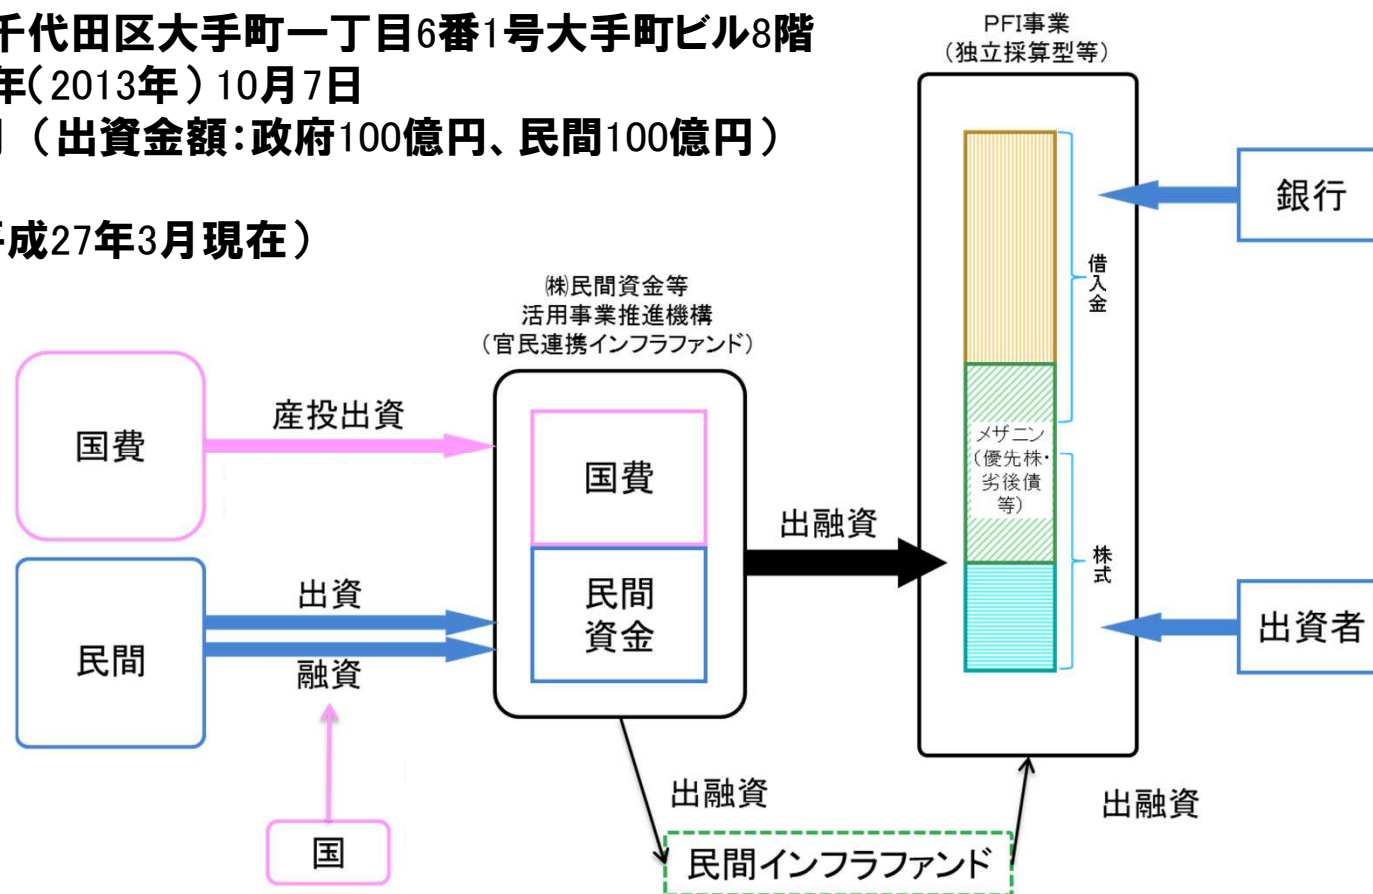 千代田区大手町一丁目6番1号大手町ビル8階
年(2013年)10月7日
(出資金額:政府100億円、民間100億円)
成27年3月現在)
PFI事業
(独立採算型等)
銀行
借入金
㈱民間資金等
活用事業推進機構
(官民連携インフラファンド)
国費
産投出資
国費
メザニン
(優先株・
劣後債
等)
出融資
株式
民間
出資
融資
民間
資金
出資者
出融資
出融資
国
民間インフラファンド